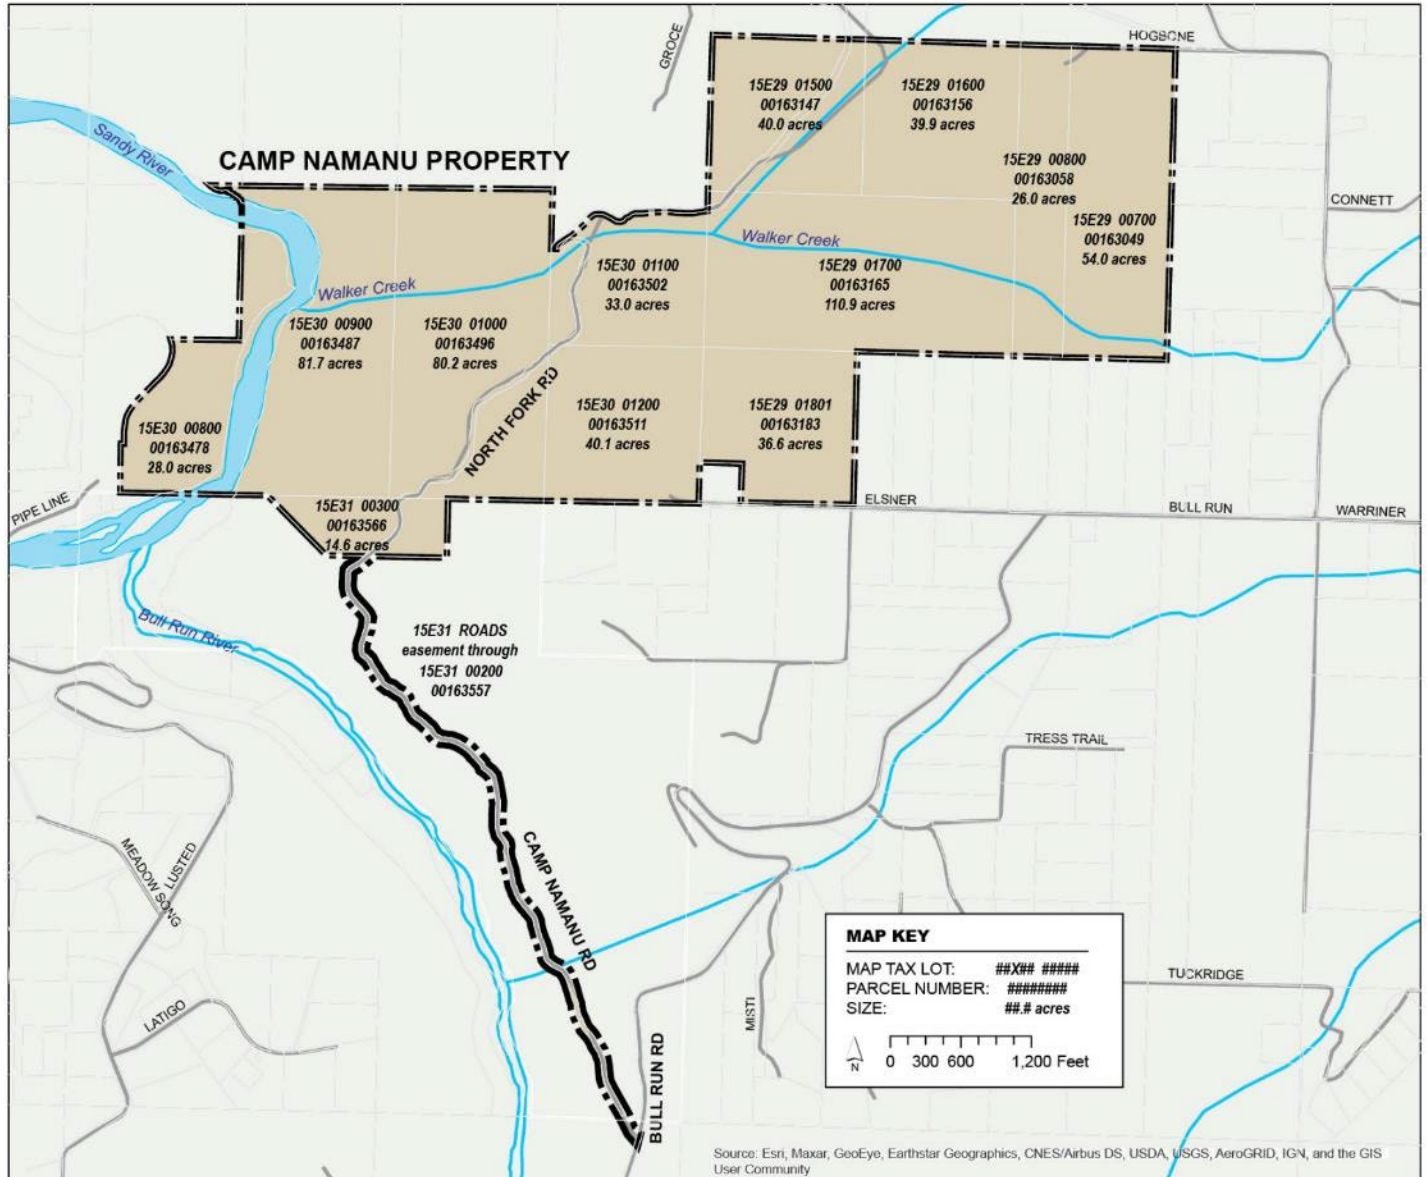 GROCE
HOGBONE
15E29 01500
00163147
40.0 acres
15E29 01600
00163156
39.9 acres
Sandy River
CAMP NAMANU PROPERTY
15E29 00800
00163058
26.0 acres
CONNETT
15E29 00700
00163049
54.0 acres
Walker Creek
15E30 01100
00163502
33.0 acres
15E29 01700
00163165
110.9 acres
Walker Creek
15E30 00900
00163487
81.7 acres
15E30 01000
00163496
80.2 acres
NORTH FORK RD
15E30 01200
00163511
40.1 acres
15E29 01801
00163183
36.6 acres
15E30 00800
00163478
28.0 acres
PIPE LINE
15E31 00300
00163566
14.6 acres
ELSNER
BULL RUN
WARRINER
Bull Run River
15E31 ROADS
easement through
15E31 00200
00163557
TRESS TRAIL
MEADOW SONG
LUSTED
CAMP NAMANU RD
LATIGO
MISTI
BULL RUN RD
TUCKRIDGE
MAP KEY
MAP TAX LOT: ##X## #####
PARCEL NUMBER: ########
SIZE: ##.# acres
N
0 300 600 1,200 Feet
Source: Esri, Maxar, GeoEye, Earthstar Geographics, CNES/Airbus DS, USDA, USGS, AeroGRID, IGN, and the GIS
User Community